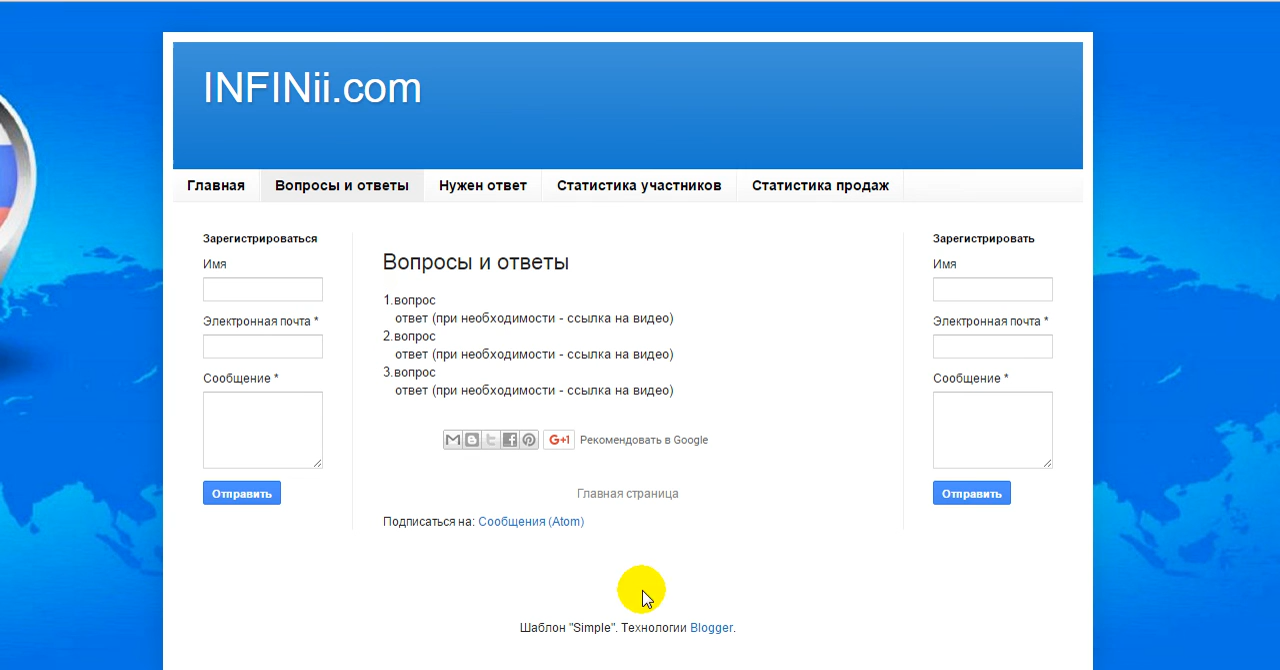 INFINii.com
Главная Вопросы и ответы Нужен ответ Статистика участников Статистика продаж
Зарегистрироваться
Имя
Электронная почта *
Сообщение *
Отправить
Вопросы и ответы
1.вопрос
ответ (при необходимости - ссылка на видео)
2.вопрос
ответ (при необходимости - ссылка на видео)
3.вопрос
ответ (при необходимости - ссылка на видео)
G+1 Рекомендовать в Google
Главная страница
Подписаться на: Сообщения (Atom)
Зарегистрировать
Имя
Электронная почта *
Сообщение *
Отправить
Шаблон "Simple". Технологии Blogger.